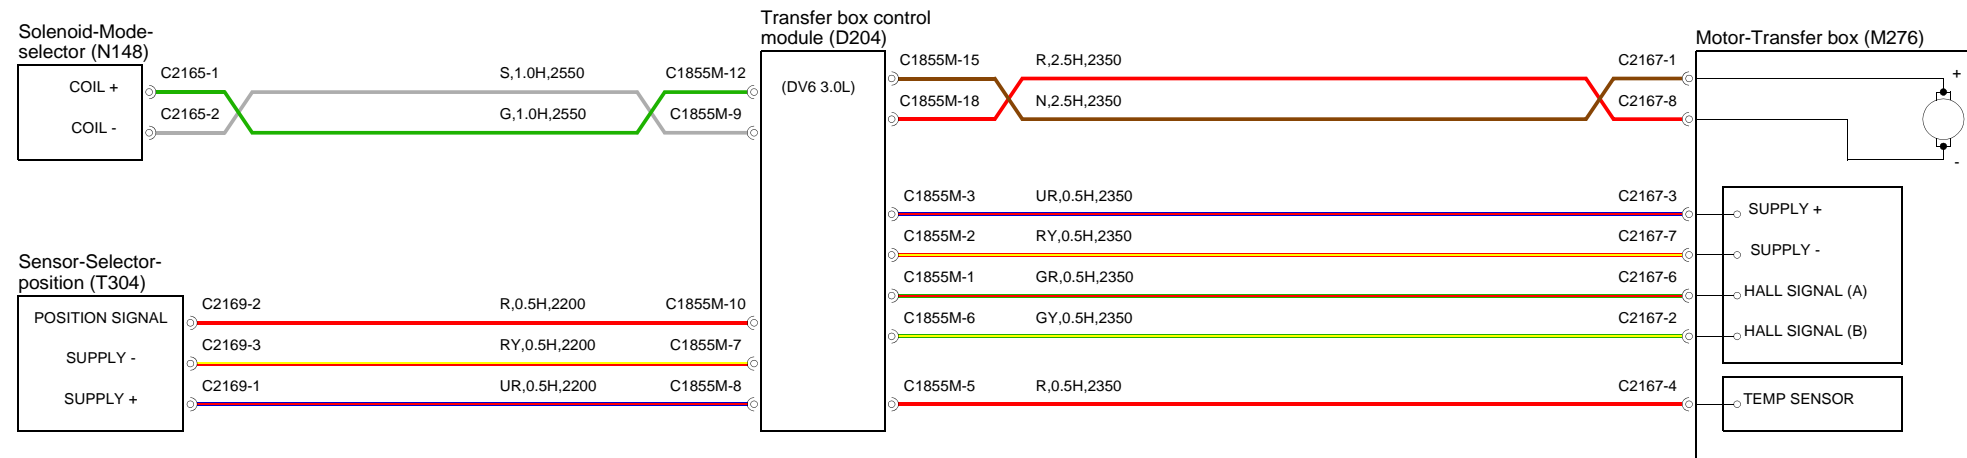 Solenoid-Mode-
selector (N148)
COIL +
COIL -
C2165-1
S,1.0H,2550
C1855M-12
C2165-2
G,1.0H,2550
C1855M-9
Sensor-Selector-
position (T304)
POSITION SIGNAL
SUPPLY -
SUPPLY +
C2169-2
R,0.5H,2200
C1855M-10
C2169-3
RY,0.5H,2200
C1855M-7
C2169-1
UR,0.5H,2200
C1855M-8
Transfer box control
module (D204)
(DV6 3.0L)
C1855M-15
R,2.5H,2350
C2167-1
C1855M-18
N,2.5H,2350
C2167-8
C1855M-3
UR,0.5H,2350
C2167-3
C1855M-2
RY,0.5H,2350
C2167-7
C1855M-1
GR,0.5H,2350
C2167-6
C1855M-6
GY,0.5H,2350
C2167-2
C1855M-5
R,0.5H,2350
C2167-4
Motor-Transfer box (M276)
+
-
SUPPLY +
SUPPLY -
HALL SIGNAL (A)
HALL SIGNAL (B)
TEMP SENSOR